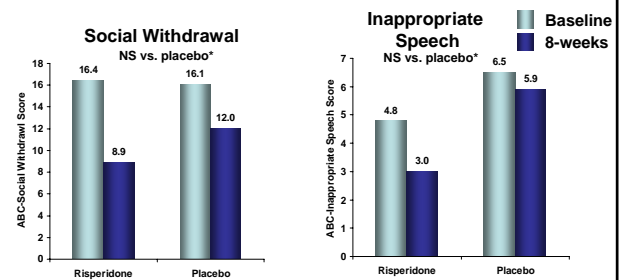 Social Withdrawal
NS vs. placebo*
ABC-Social Withdrawl Score
18
16
14
12
10
8
6
4
2
0
16.4
8.9
16.1
12.0
Risperidone
Placebo
Inappropriate
Speech
NS vs. placebo*
Baseline
8-weeks
ABC-Inappropriate Speech Score
7
6
5
4
3
2
1
0
4.8
3.0
6.5
5.9
Risperidone
Placebo